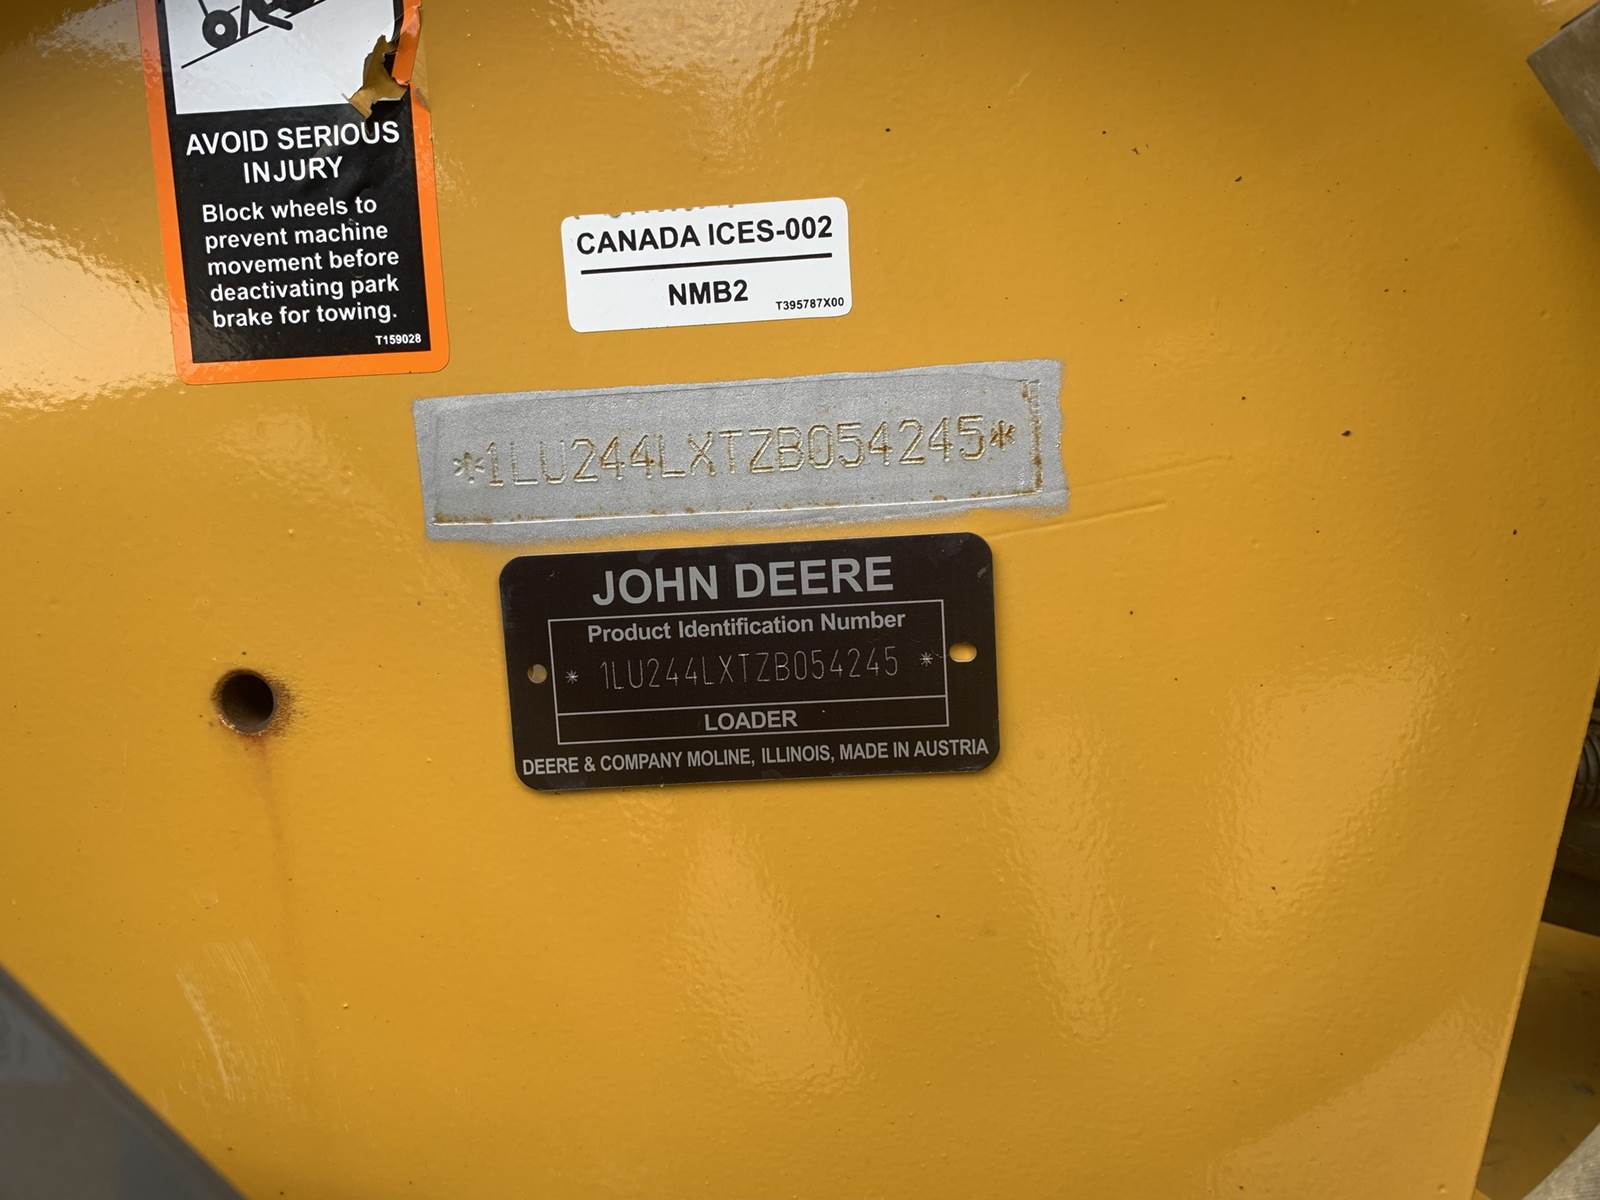 AVOID SERIOUS
INJURY
Block wheels to
prevent machine
movement before
deactivating park
brake for towing.
T159028
CANADA ICES-002
NMB2
T395787X00
*1LU244LXTZB054245*
JOHN DEERE
Product Identification Number
* 1LU244LXTZB054245 *
LOADER
DEERE & COMPANY MOLINE, ILLINOIS, MADE IN AUSTRIA